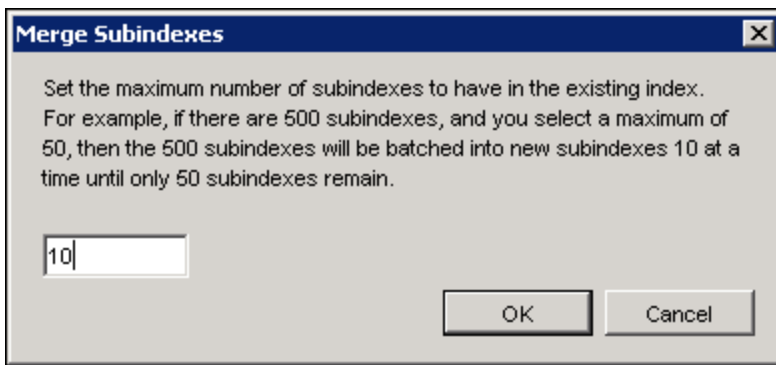 Merge Subindexes
Set the maximum number of subindexes to have in the existing index.
For example, if there are 500 subindexes, and you select a maximum of
50, then the 500 subindexes will be batched into new subindexes 10 at a
time until only 50 subindexes remain.
10
OK Cancel